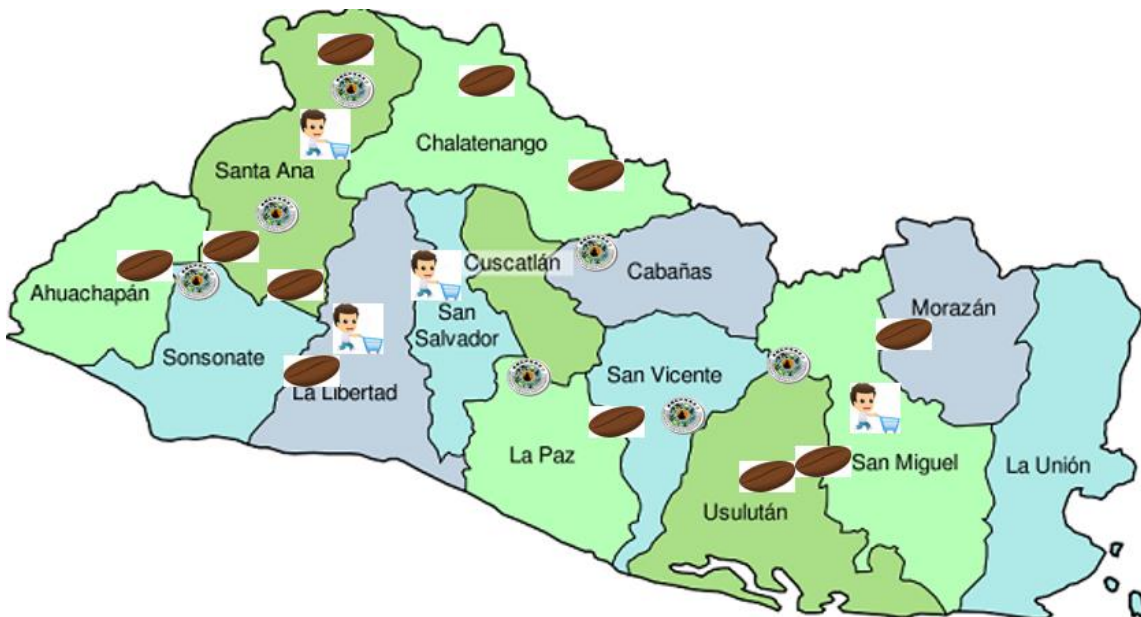 Chalatenango
Santa Ana
Cuscatlán
Cabañas
Ahuachapán
Morazán
San
Salvador
Sonsonate
San Vicente
La Libertad
La Paz
San Miguel
La Unión
Usulután